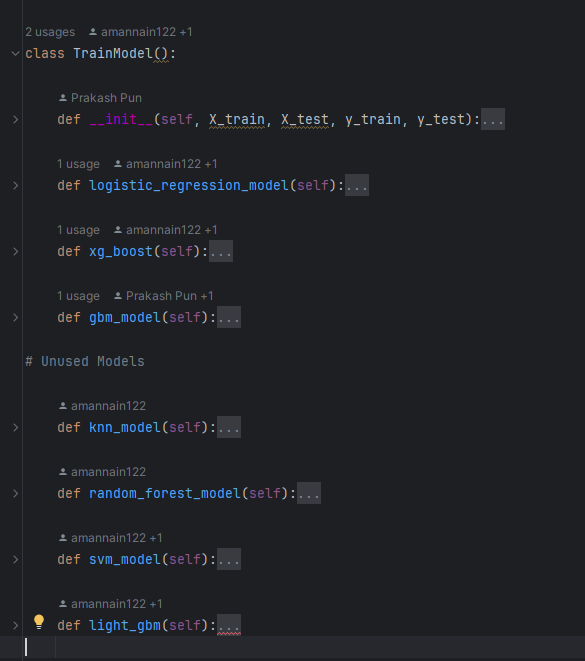 2 usages amannain122 +1
class TrainModel():
Prakash Pun
def __init__(self, X_train, X_test, y_train, y_test):...
1 usage amannain122 +1
def logistic_regression_model(self):...
1 usage amannain122 +1
def xg_boost(self):...
1 usage Prakash Pun +1
def gbm_model(self):...
# Unused Models
amannain122
def knn_model(self):...
amannain122
def random_forest_model(self):...
amannain122 +1
def svm_model(self):...
amannain122 +1
def light_gbm(self):...